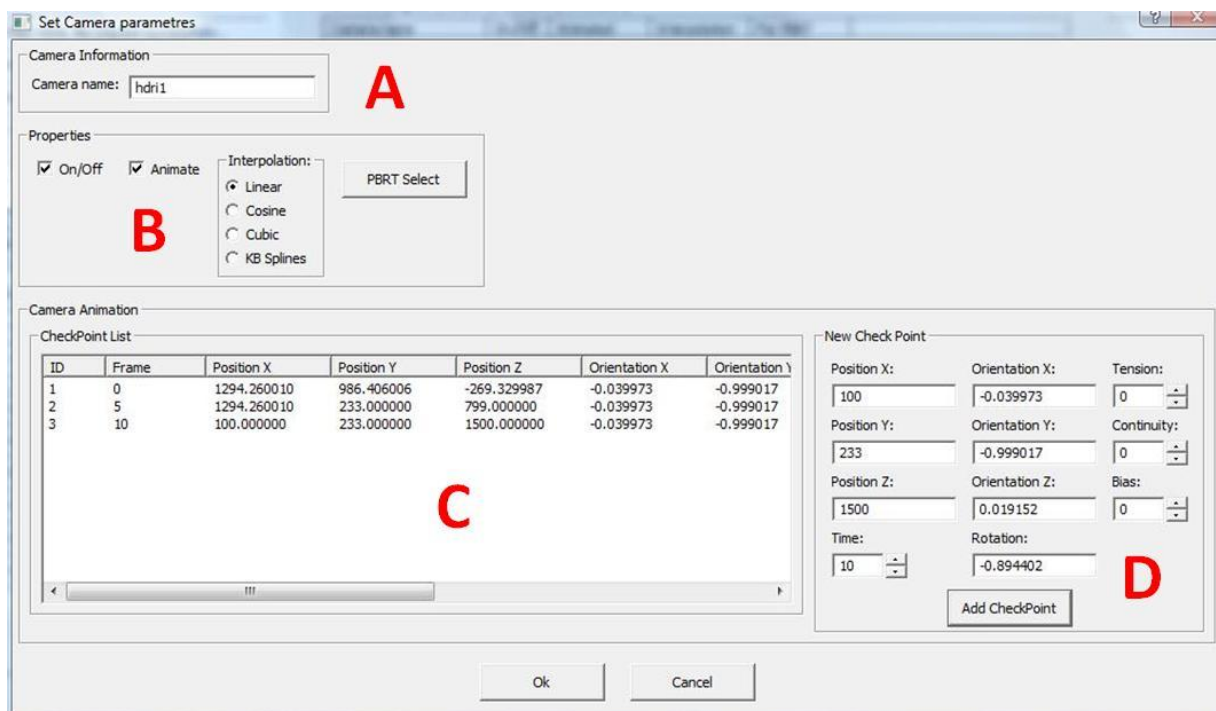 Set Camera parametres
Camera Information
Camera name: hdri1
A
Properties
On/Off Animate Interpolation: PBRT Select
Linear
Cosine
Cubic
KB Splines
B
Camera Animation
CheckPoint List
ID Frame Position X Position Y Position Z Orientation X Orientation Y
1 0 1294.260010 986.406006 -269.329987 -0.039973 -0.999017
2 5 1294.260010 233.000000 799.000000 -0.039973 -0.999017
3 10 100.000000 233.000000 1500.000000 -0.039973 -0.999017
C
New Check Point
Position X: Orientation X: Tension:
100 -0.039973 0
Position Y: Orientation Y: Continuity:
233 -0.999017 0
Position Z: Orientation Z: Bias:
1500 0.019152 0
Time: Rotation:
10 -0.894402
D
Add CheckPoint
Ok Cancel